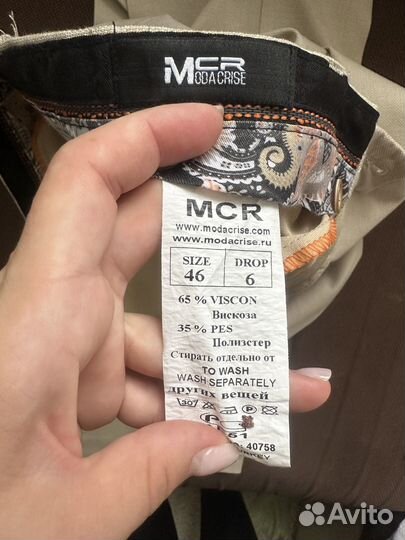 MCR
MODACRISE
MCR
www.modacrise.com
www.modacrise.ru
SIZE DROP
46 6
65 % VISCON
Вискоза
35 % PES
Полиэстер
Стирать отдельно от
TO WASH
WASH SEPARATELY
других вещей
30 P
40758
Avito